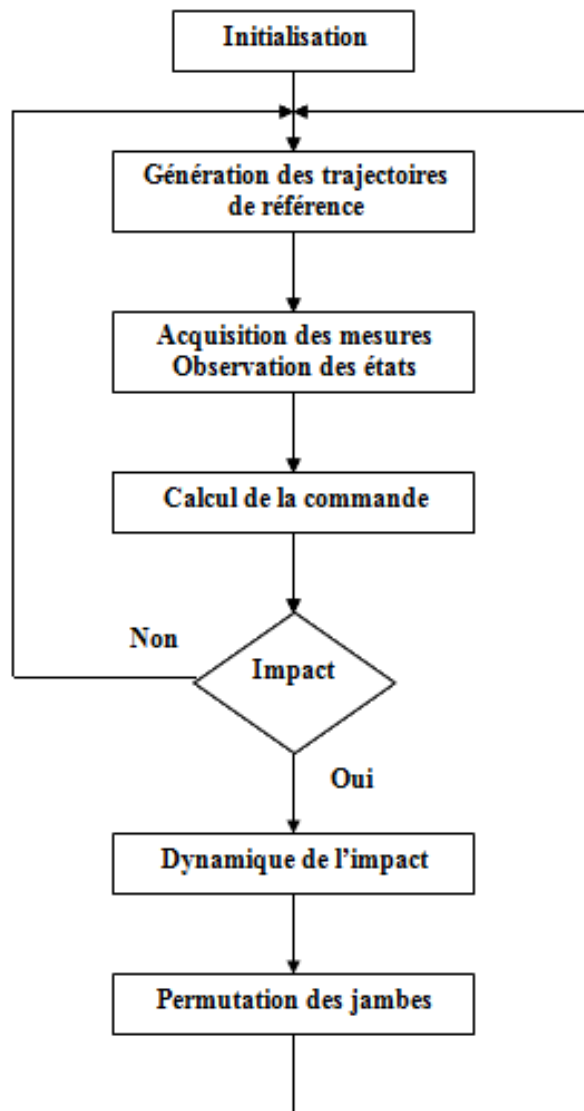 Initialisation
Génération des trajectoires
de référence
Acquisition des mesures
Observation des états
Calcul de la commande
Non
Impact
Oui
Dynamique de l'impact
Permutation des jambes